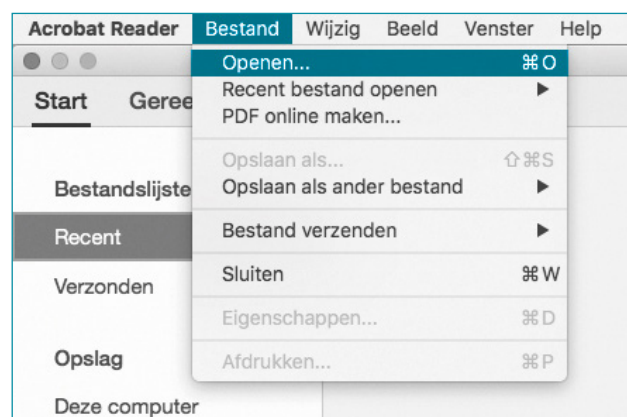 Acrobat Reader Bestand Wijzig Beeld Venster Help
Openen... ⌘O
Recent bestand openen ▶
PDF online maken...
Opslaan als... ⇧⌘S
Opslaan als ander bestand ▶
Bestand verzenden ▶
Sluiten ⌘W
Eigenschappen... ⌘D
Afdrukken... ⌘P
Start Geree
Bestandslijste
Recent
Verzonden
Opslag
Deze computer